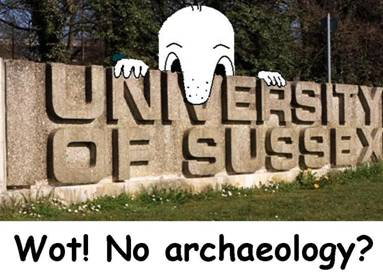 UNIVERSITY
OF SUSSEX
Wot! No archaeology?